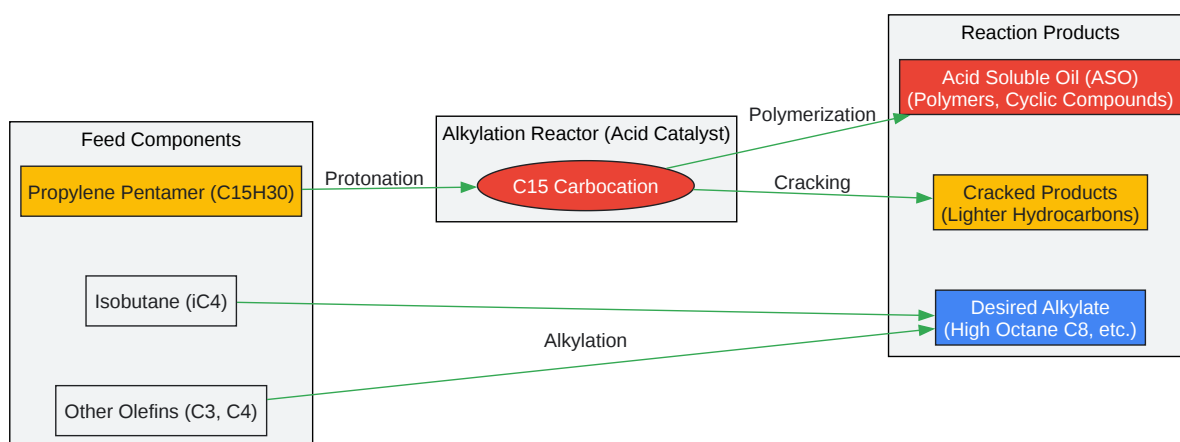 Feed Components
Propylene Pentamer (C15H30)
Isobutane (iC4)
Other Olefins (C3, C4)
Protonation
Alkylation Reactor (Acid Catalyst)
C15 Carbocation
Polymerization
Cracking
Alkylation
Reaction Products
Acid Soluble Oil (ASO)
(Polymers, Cyclic Compounds)
Cracked Products
(Lighter Hydrocarbons)
Desired Alkylate
(High Octane C8, etc.)